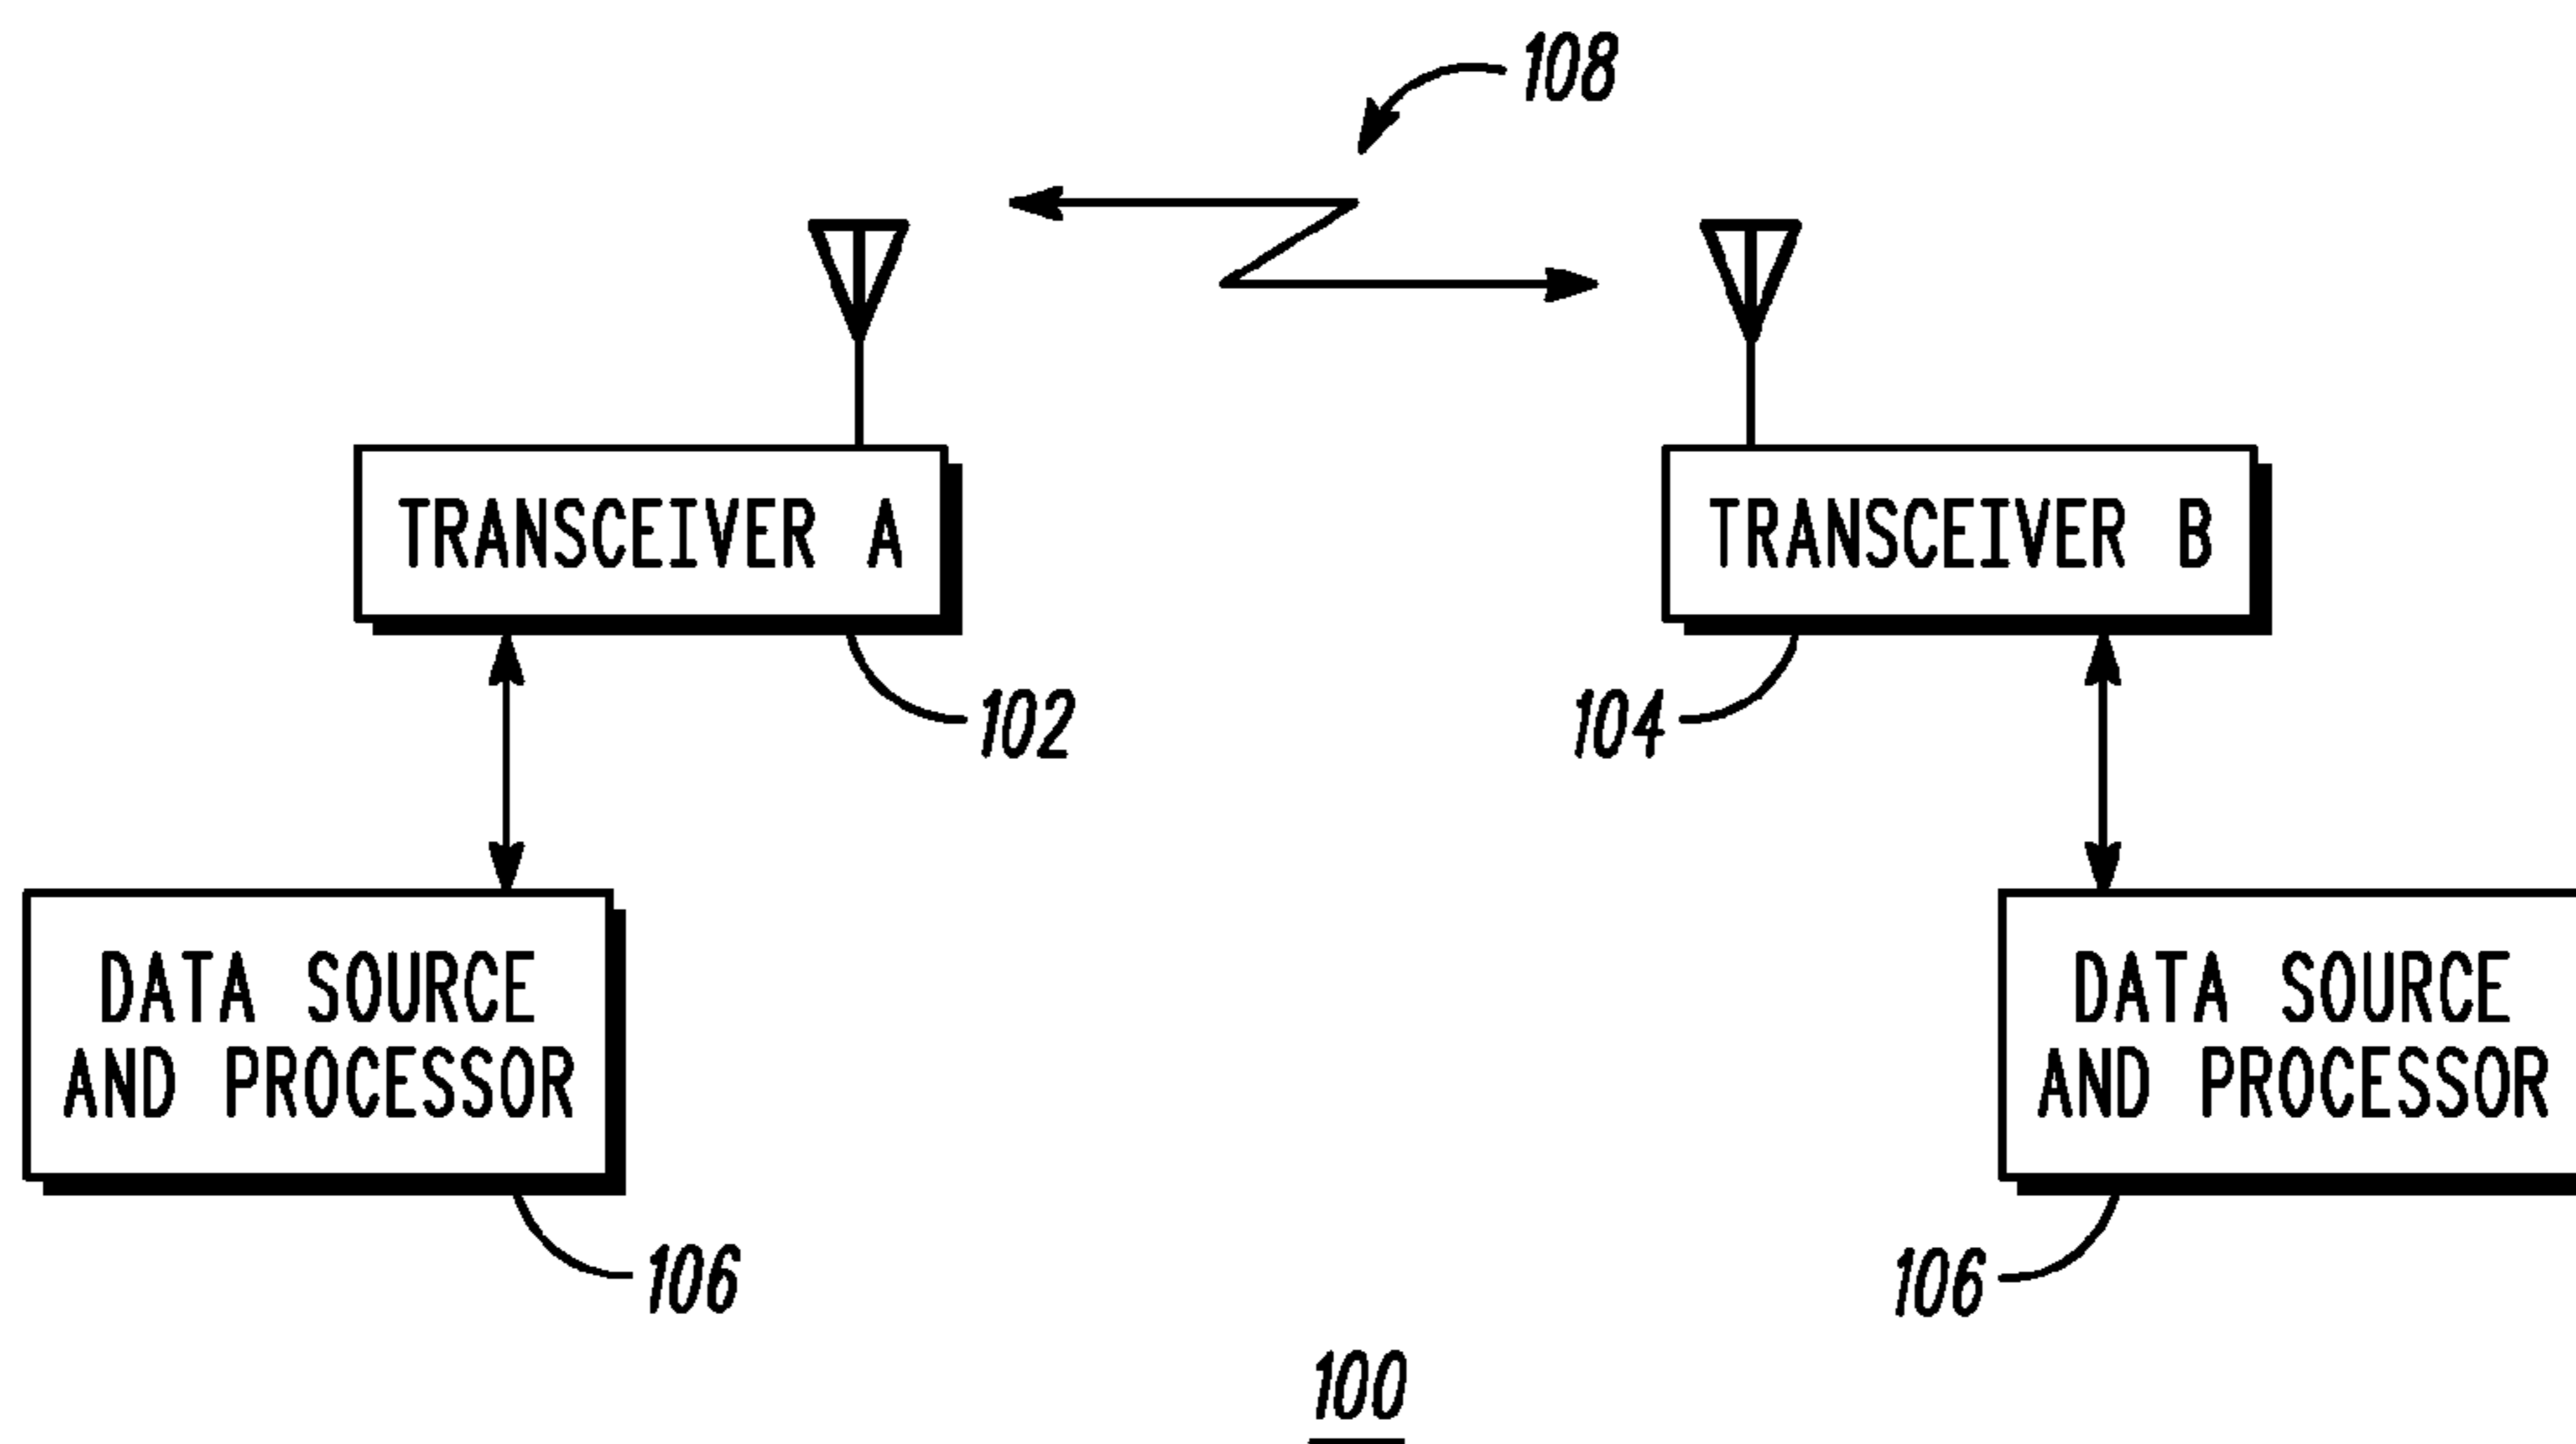 108
TRANSCEIVER A
TRANSCEIVER B
102
104
DATA SOURCE
AND PROCESSOR
DATA SOURCE
AND PROCESSOR
106
106
100